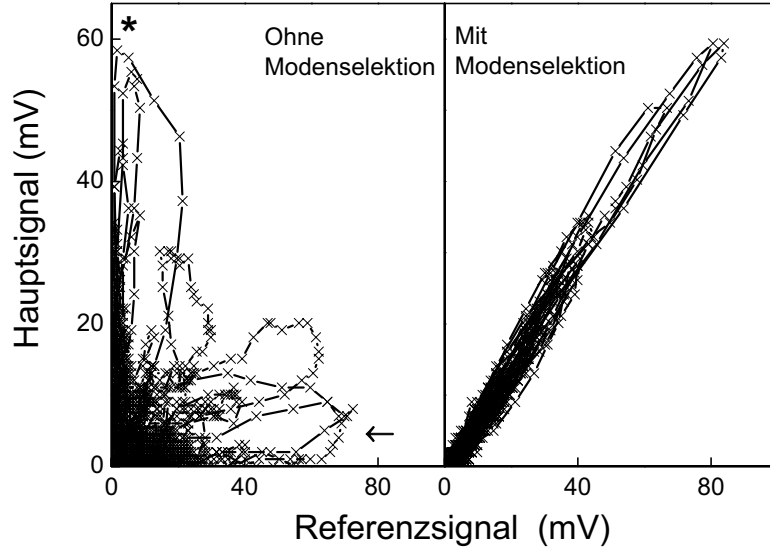 *
Ohne
Modenselektion
Mit
Modenselektion
60
40
20
0
Hauptsignal (mV)
←
0
40
80
0
40
80
Referenzsignal (mV)